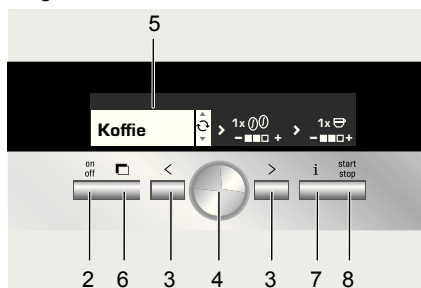 5
Koffie > 1x > 1x
- + - +
on off < > i start stop
2 6 3 4 3 7 8